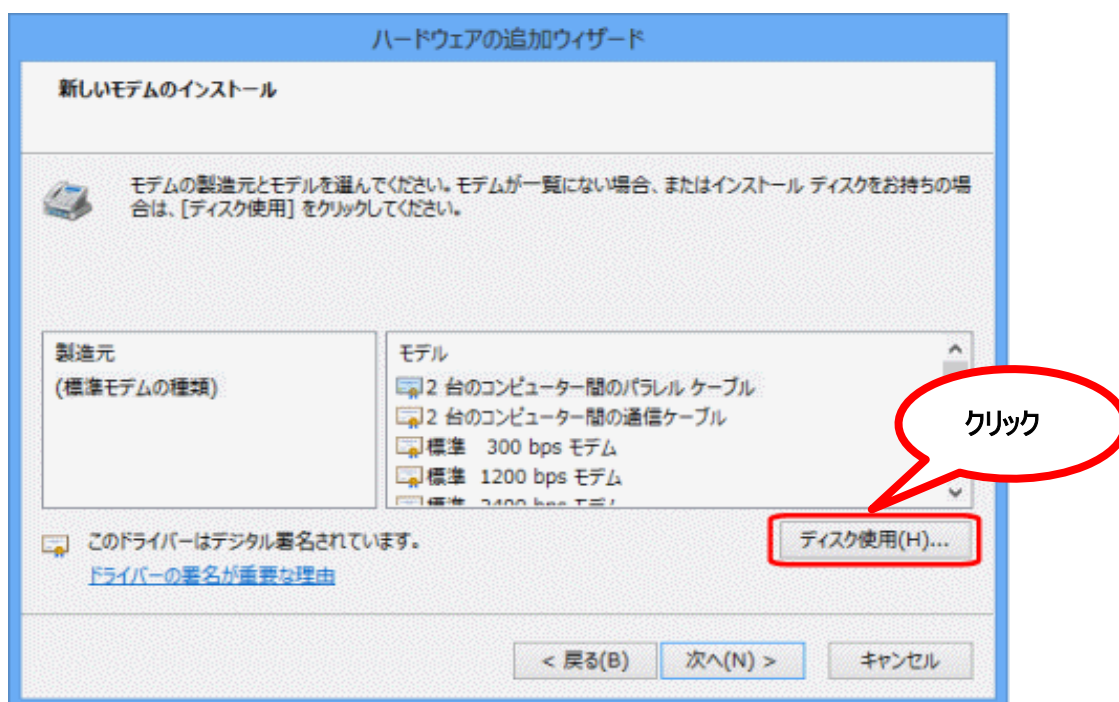 ハードウェアの追加ウィザード
新しいモデムのインストール
モデムの製造元とモデルを選んでください。モデムが一覧にない場合、またはインストール ディスクをお持ちの場
合は、[ディスク使用] をクリックしてください。
製造元
(標準モデムの種類)
モデル
2 台のコンピューター間のパラレル ケーブル
2 台のコンピューター間の通信ケーブル
標準 300 bps モデム
標準 1200 bps モデム
標準 2400 bps モデム
クリック
このドライバーはデジタル署名されています。
ディスク使用(H)...
ドライバーの署名が重要な理由
< 戻る(B)
次へ(N) >
キャンセル